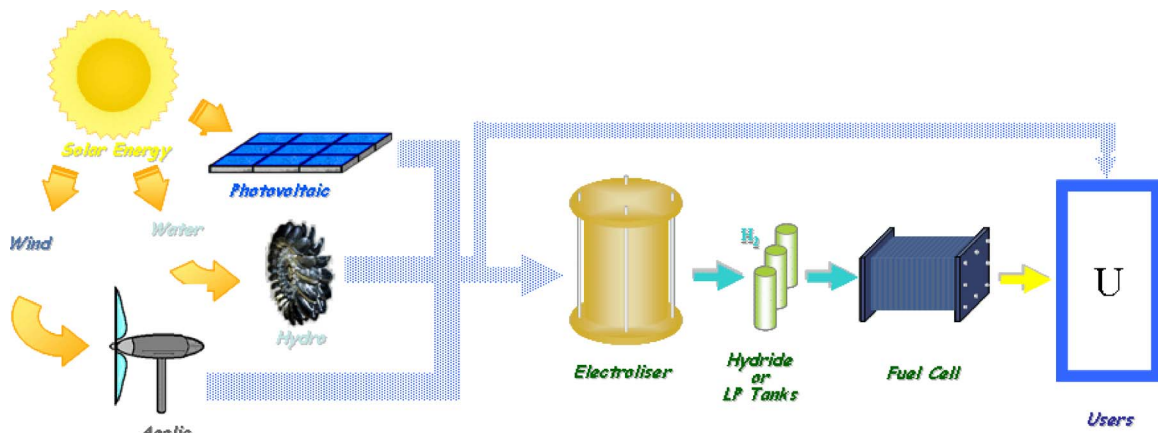 Solar Energy
Photovoltaic
Wind
Water
Hydro
H2
U
Electroliser
Hydride
or
LP Tanks
Fuel Cell
Users